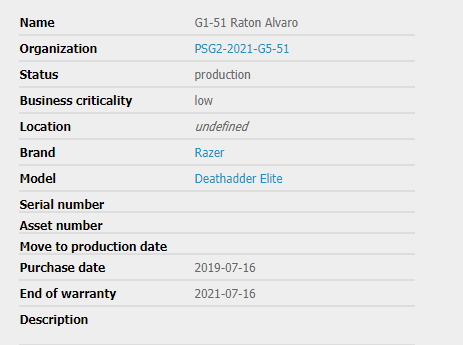 Name G1-51 Raton Alvaro
Organization PSG2-2021-G5-51
Status production
Business criticality low
Location undefined
Brand Razer
Model Deathadder Elite
Serial number
Asset number
Move to production date
Purchase date 2019-07-16
End of warranty 2021-07-16
Description